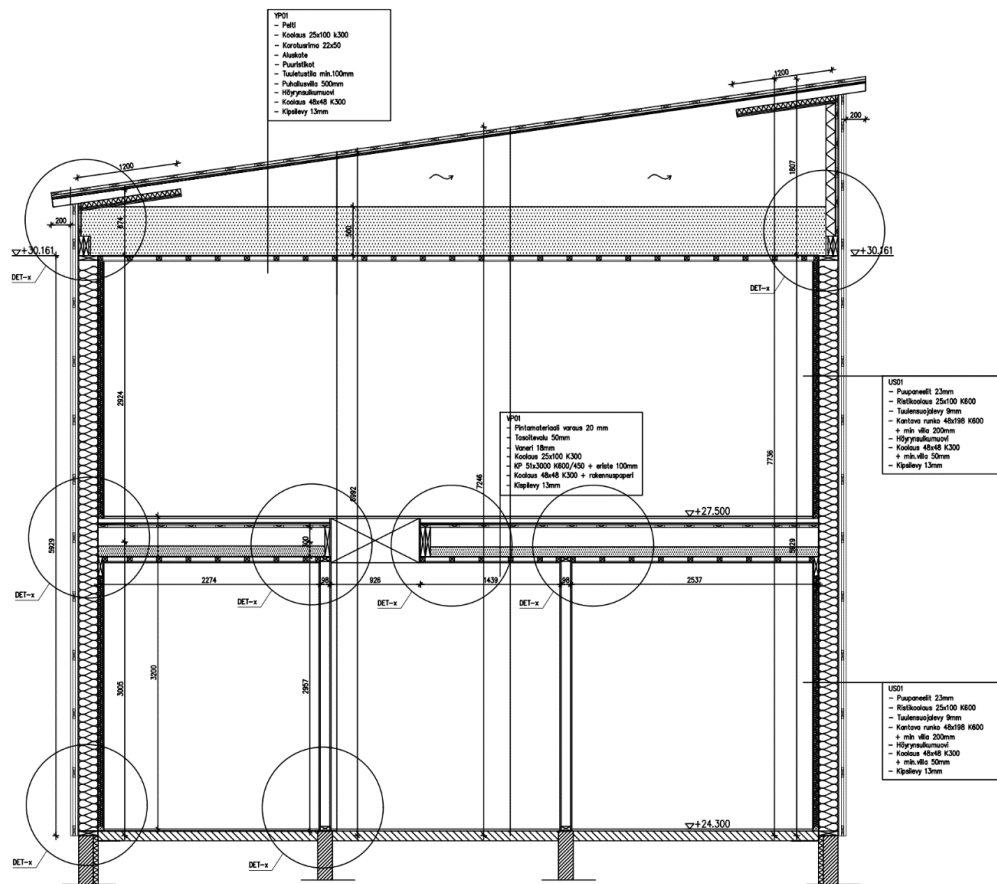 YP01
- Pelti
- Koolaus 25x100 k300
- Korotusrima 22x50
- Aluskate
- Puuristikot
- Tuuletustila min.100mm
- Puhallusvilla 500mm
- Höyrynsulkumuovi
- Koolaus 48x48 K300
- Kipsilevy 13mm
1200
200
1807
1200
200
674
500
+30.161
+30.161
DET-x
DET-x
US01
- Puupaneelit 23mm
- Ristikoolaus 25x100 K600
- Tuulensuojalevy 9mm
- Kantava runko 48x198 K600
+ min villa 200mm
- Höyrynsulkumuovi
- Koolaus 48x48 K300
+ min.villa 50mm
- Kipsilevy 13mm
2924
VP01
- Pintamateriaali varaus 20 mm
- Tasoitevalu 50mm
- Vaneri 18mm
- Koolaus 25x100 K300
- KP 51x3000 K600/450 + eriste 100mm
- Koolaus 48x48 K300 + rakennuspaperi
- Kispilevy 13mm
6992
7246
7736
+27.500
5929
500
5929
2274
98
926
1439
98
2537
DET-x
DET-x
DET-x
DET-x
3005
3200
2957
US01
- Puupaneelit 23mm
- Ristikoolaus 25x100 K600
- Tuulensuojalevy 9mm
- Kantava runko 48x198 K600
+ min villa 200mm
- Höyrynsulkumuovi
- Koolaus 48x48 K300
+ min.villa 50mm
- Kipsilevy 13mm
+24.300
DET-x
DET-x